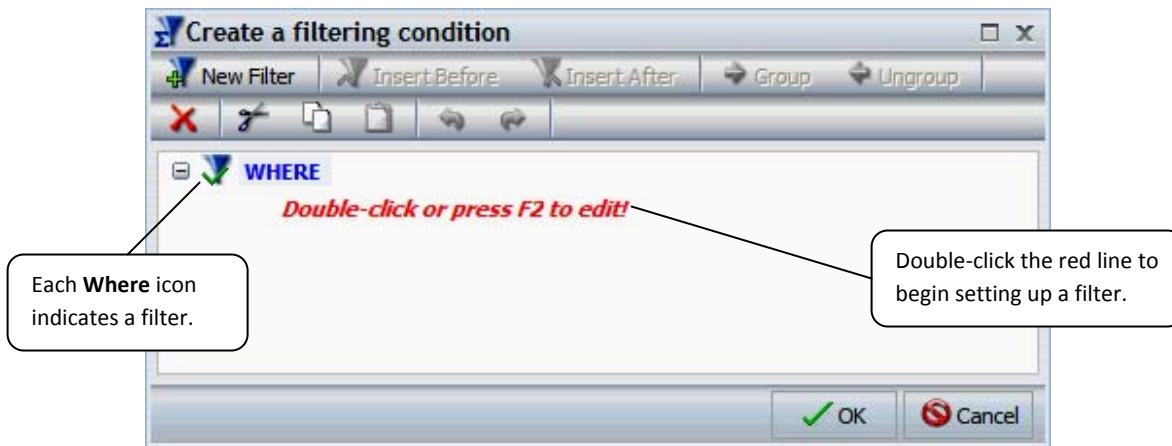 Create a filtering condition
New Filter Insert Before Insert After Group Ungroup
WHERE
Double-click or press F2 to edit!
Each Where icon
indicates a filter.
Double-click the red line to
begin setting up a filter.
OK Cancel